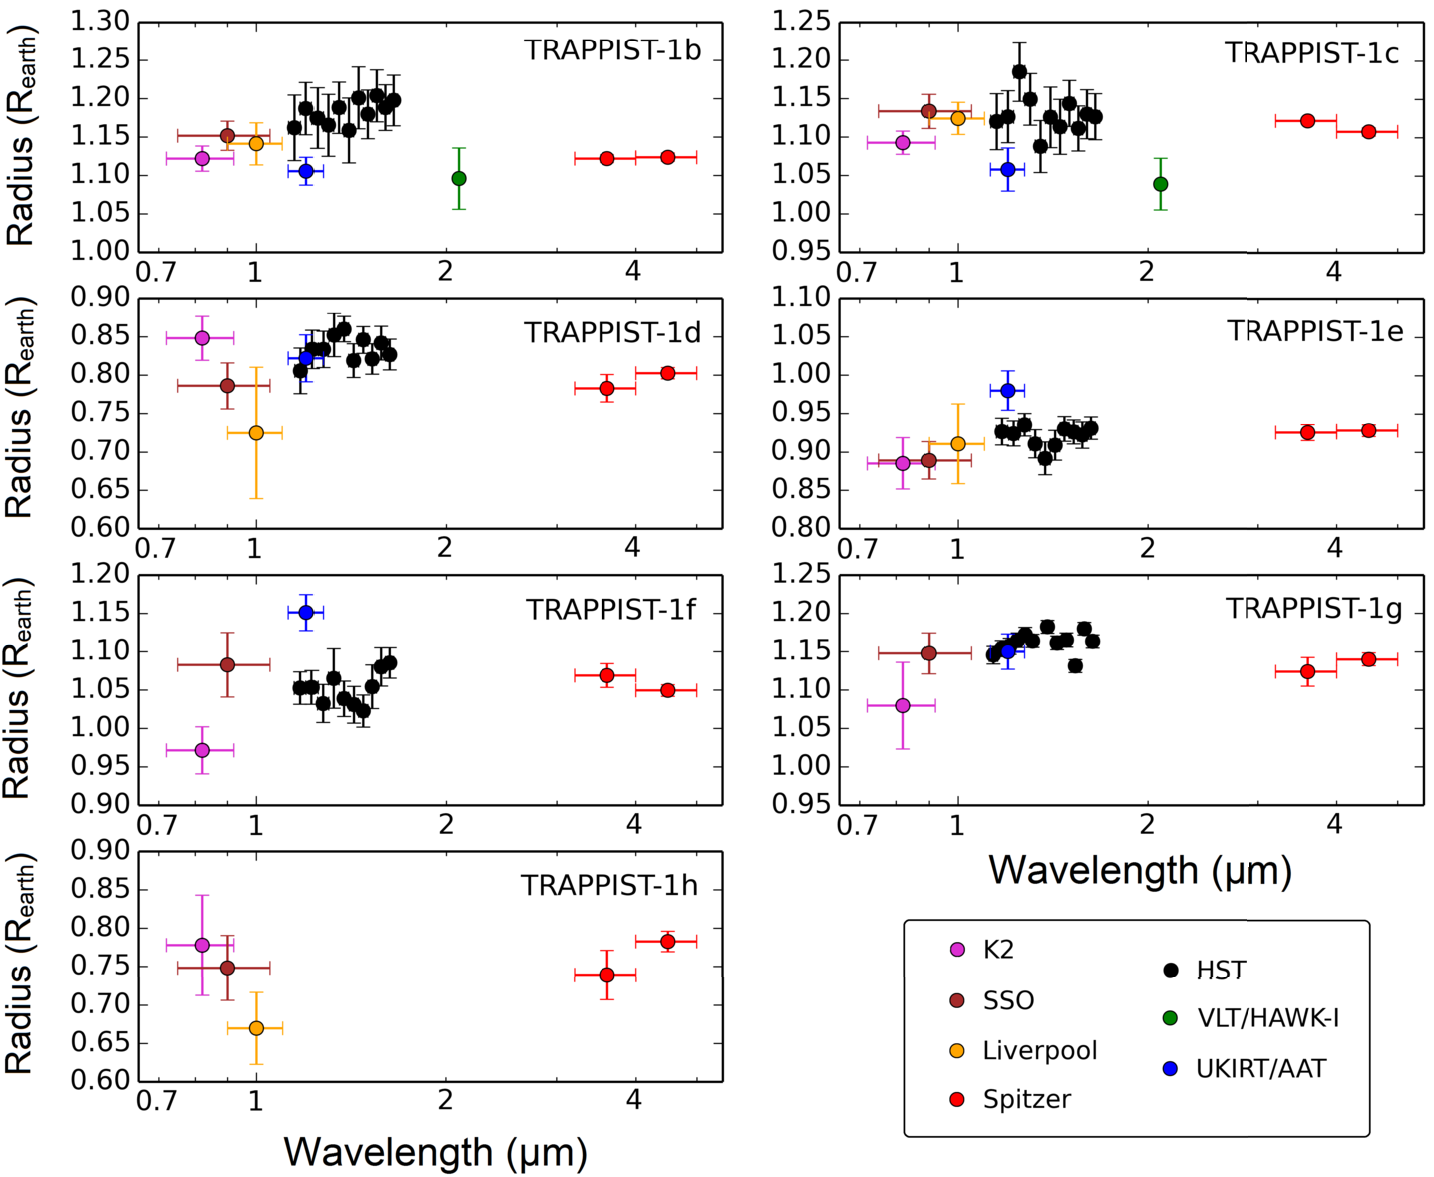 TRAPPIST-1b
Radius (Rearth)
1.30
1.25
1.20
1.15
1.10
1.05
1.00
0.7 1 2 4
TRAPPIST-1c
1.25
1.20
1.15
1.10
1.05
1.00
0.95
0.7 1 2 4
TRAPPIST-1d
Radius (Rearth)
0.90
0.85
0.80
0.75
0.70
0.65
0.60
0.7 1 2 4
TRAPPIST-1e
1.10
1.05
1.00
0.95
0.90
0.85
0.80
0.7 1 2 4
TRAPPIST-1f
Radius (Rearth)
1.20
1.15
1.10
1.05
1.00
0.95
0.90
0.7 1 2 4
TRAPPIST-1g
1.25
1.20
1.15
1.10
1.05
1.00
0.95
0.7 1 2 4
Wavelength (μm)
TRAPPIST-1h
Radius (Rearth)
0.90
0.85
0.80
0.75
0.70
0.65
0.60
0.7 1 2 4
Wavelength (μm)
K2
SSO
Liverpool
Spitzer
HST
VLT/HAWK-I
UKIRT/AAT